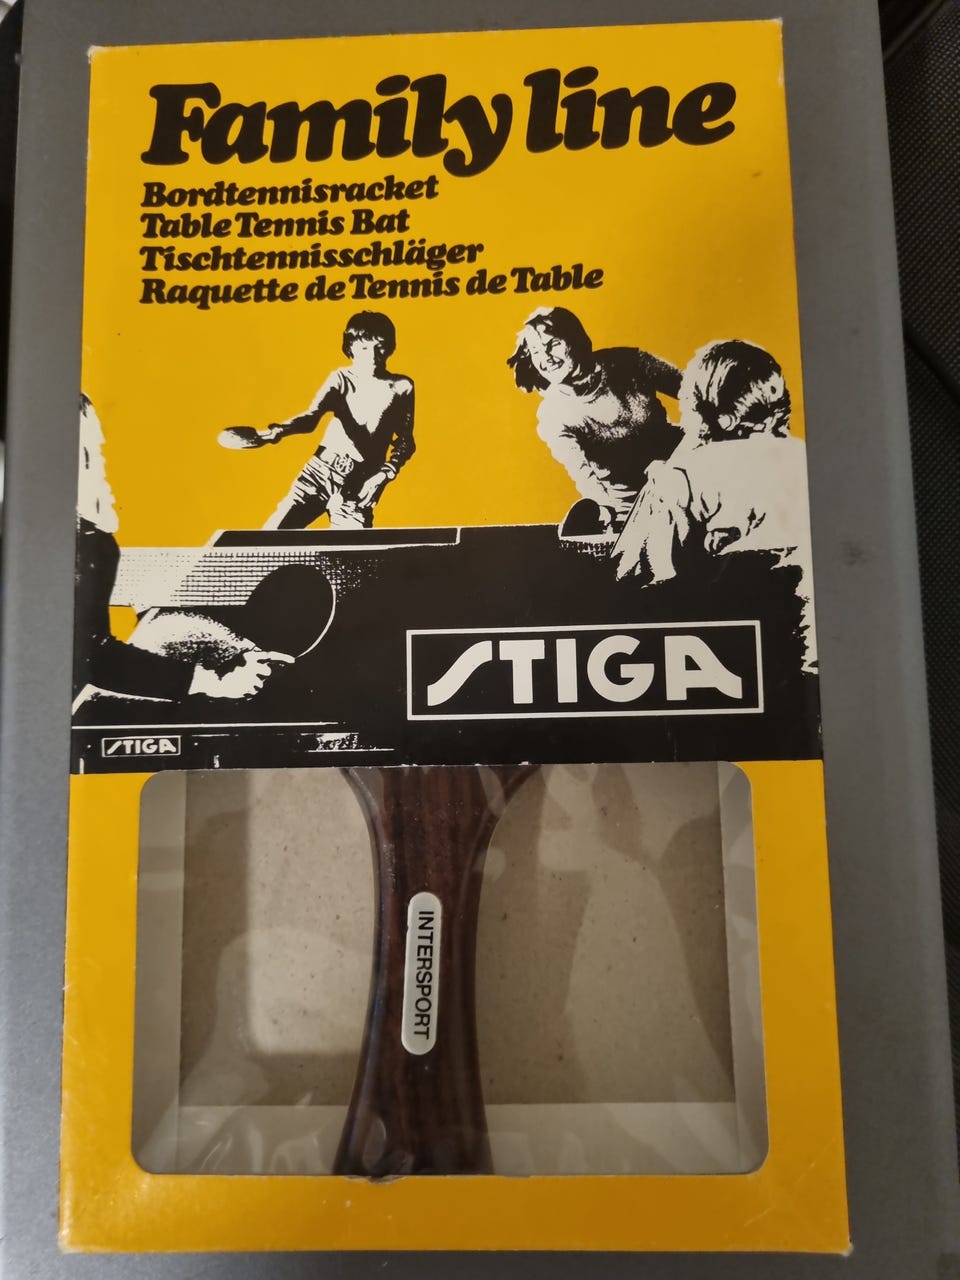 Family line
Bordtennisracket
Table Tennis Bat
Tischtennisschläger
Raquette de Tennis de Table
STIGA
STIGA
INTERSPORT